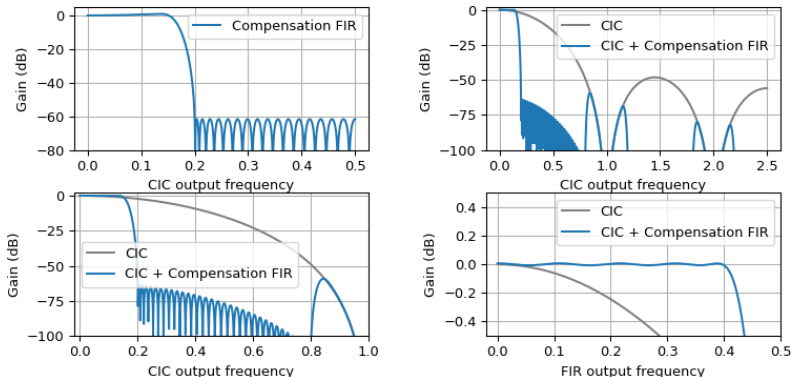 0
−20
−40
−60
−80
Gain (dB)
Compensation FIR
0.0 0.1 0.2 0.3 0.4 0.5
CIC output frequency
0
−25
−50
−75
−100
Gain (dB)
CIC
CIC + Compensation FIR
0.0 0.5 1.0 1.5 2.0 2.5
CIC output frequency
0
−25
−50
−75
−100
Gain (dB)
CIC
CIC + Compensation FIR
0.0 0.2 0.4 0.6 0.8 1.0
CIC output frequency
0.4
0.2
0.0
−0.2
−0.4
Gain (dB)
CIC
CIC + Compensation FIR
0.0 0.1 0.2 0.3 0.4 0.5
FIR output frequency